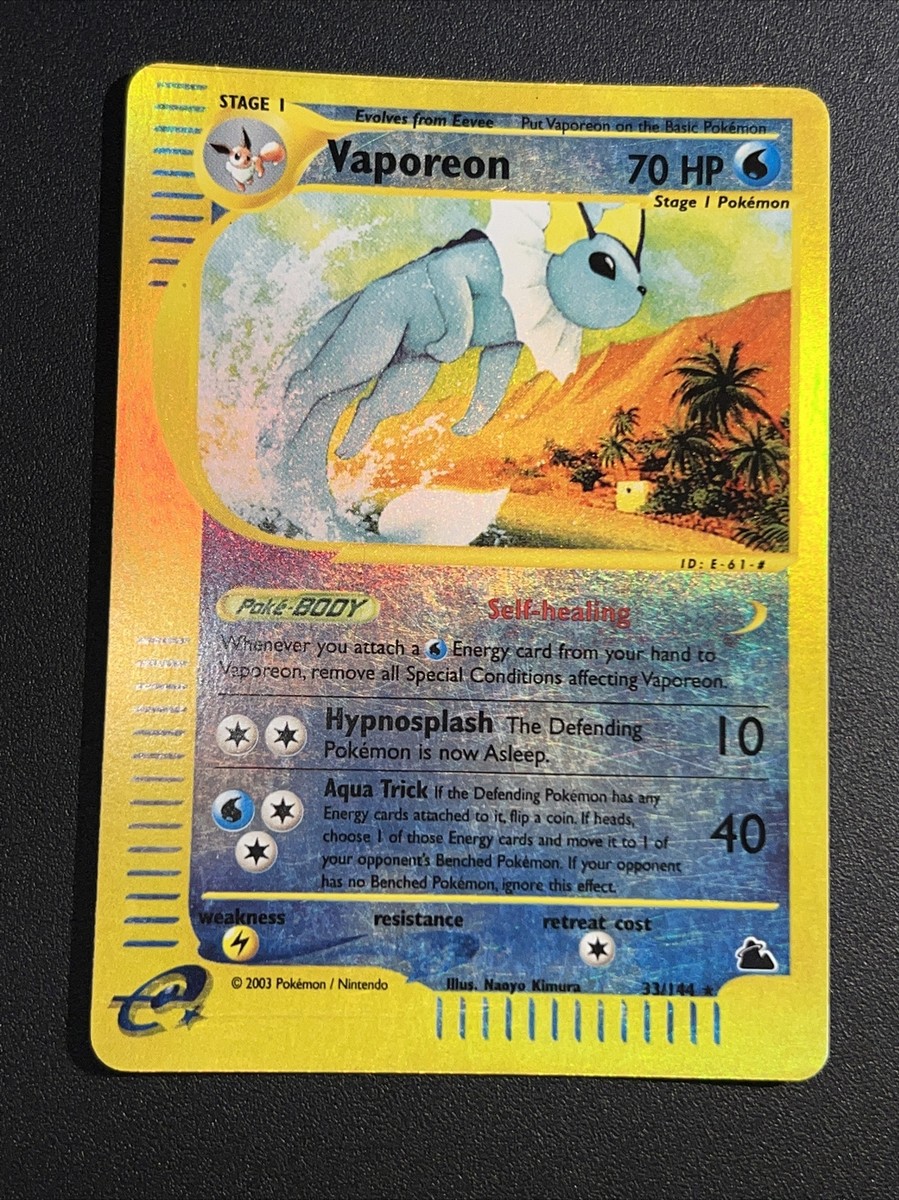 STAGE 1
Evolves from Eevee Put Vaporeon on the Basic Pokémon
Vaporeon 70 HP
Stage 1 Pokémon
ID: E-61-#
Poké-BODY Self-healing
Whenever you attach a Energy card from your hand to
Vaporeon, remove all Special Conditions affecting Vaporeon.
Hypnosplash The Defending
Pokémon is now Asleep.
10
Aqua Trick If the Defending Pokémon has any
Energy cards attached to it, flip a coin. If heads,
choose 1 of those Energy cards and move it to 1 of
your opponent's Benched Pokémon. If your opponent
has no Benched Pokémon, ignore this effect.
40
weakness resistance retreat cost
© 2003 Pokémon / Nintendo Illus. Naoyo Kimura 33/144 ★
e